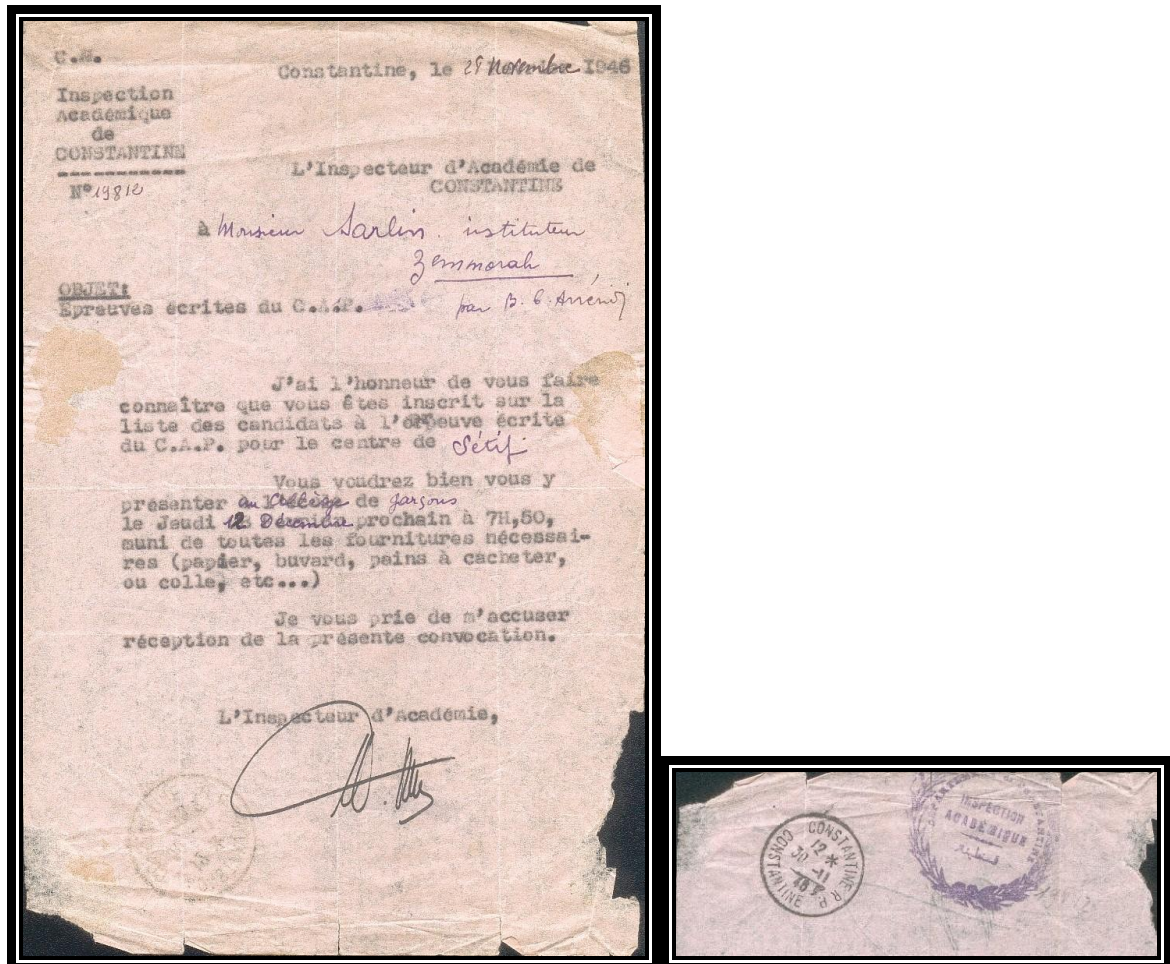 C.N.
Constantine, le 29 Novembre 1946
Inspection
Académique
de
CONSTANTINE
N° 19812
L'Inspecteur d'Académie de
CONSTANTINE
à Monsieur Sarlin. instituteur
Zemmorah
par B. C. Arréridj
OBJET:
Epreuves écrites du C.A.P.
J'ai l'honneur de vous faire
connaître que vous êtes inscrit sur la
liste des candidats à l'épreuve écrite
du C.A.P. pour le centre de Sétif
Vous voudrez bien vous y
présenter au Collège de garçons
le Jeudi 12 Décembre prochain à 7H,50,
muni de toutes les fournitures nécessai-
res (papier, buvard, pains à cacheter,
ou colle, etc...)
Je vous prie de m'accuser
réception de la présente convocation.
L'Inspecteur d'Académie,
CONSTANTINE R.P.
12 *
30 -11
46
CONSTANTINE
INSPECTION
ACADÉMIQUE